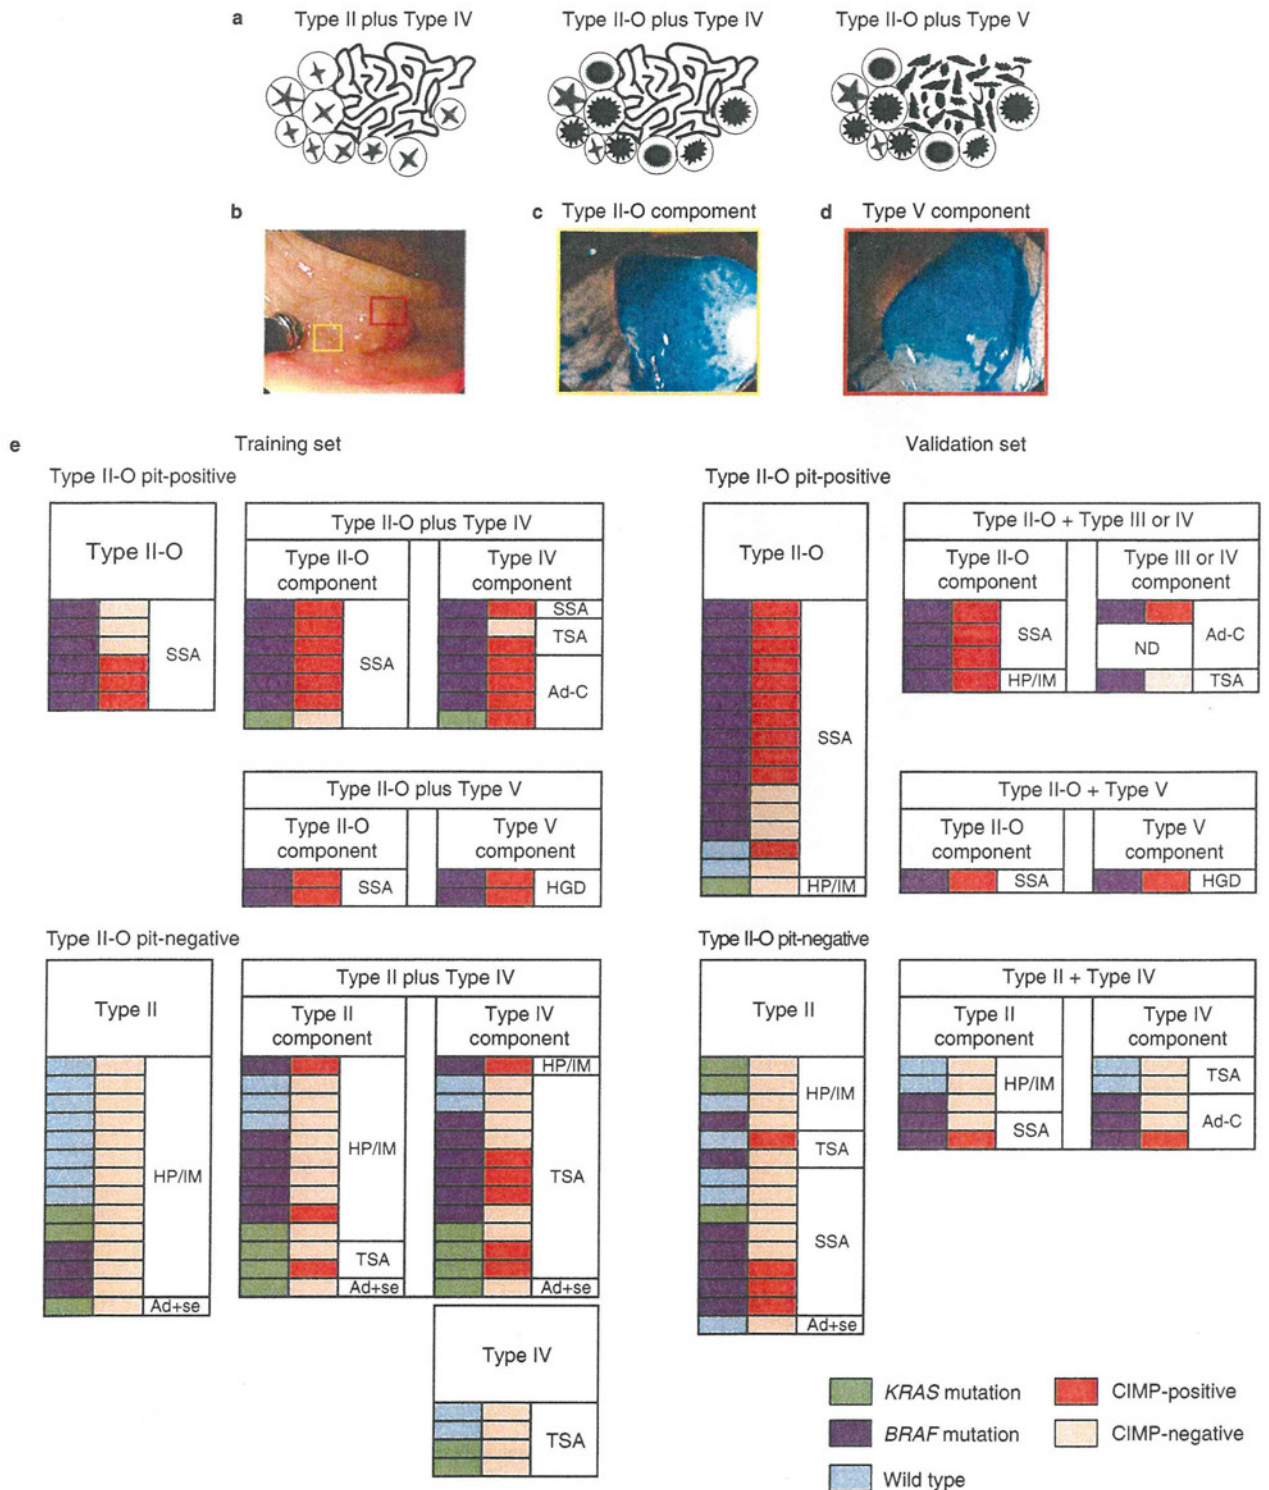 a
Type II plus Type IV
Type II-O plus Type IV
Type II-O plus Type V
b
c Type II-O compoment
d Type V component
e
Training set
Validation set
Type II-O pit-positive
Type II-O
SSA
Type II-O plus Type IV
Type II-O
component
Type IV
component
SSA
SSA
TSA
Ad-C
Type II-O plus Type V
Type II-O
component
Type V
component
SSA
HGD
Type II-O pit-negative
Type II
HP/IM
Ad+se
Type II plus Type IV
Type II
component
Type IV
component
HP/IM
TSA
Ad+se
HP/IM
TSA
Ad+se
Type IV
TSA
Type II-O pit-positive
Type II-O
SSA
HP/IM
Type II-O + Type III or IV
Type II-O
component
Type III or IV
component
SSA
HP/IM
ND
Ad-C
TSA
Type II-O + Type V
Type II-O
component
Type V
component
SSA
HGD
Type II-O pit-negative
Type II
HP/IM
TSA
SSA
Ad+se
Type II + Type IV
Type II
component
Type IV
component
HP/IM
SSA
TSA
Ad-C
KRAS mutation
BRAF mutation
Wild type
CIMP-positive
CIMP-negative